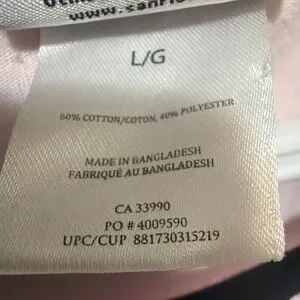 L/G
60% COTTON/COTON, 40% POLYESTER
MADE IN BANGLADESH
FABRIQUÉ AU BANGLADESH
CA 33990
PO # 4009590
UPC/CUP 881730315219